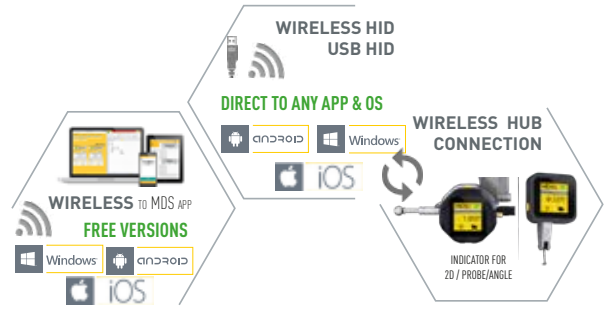 WIRELESS HID
USB HID
DIRECT TO ANY APP & OS
android
Windows
iOS
WIRELESS TO MDS APP
FREE VERSIONS
Windows
android
iOS
WIRELESS HUB
CONNECTION
INDICATOR FOR
2D / PROBE/ANGLE